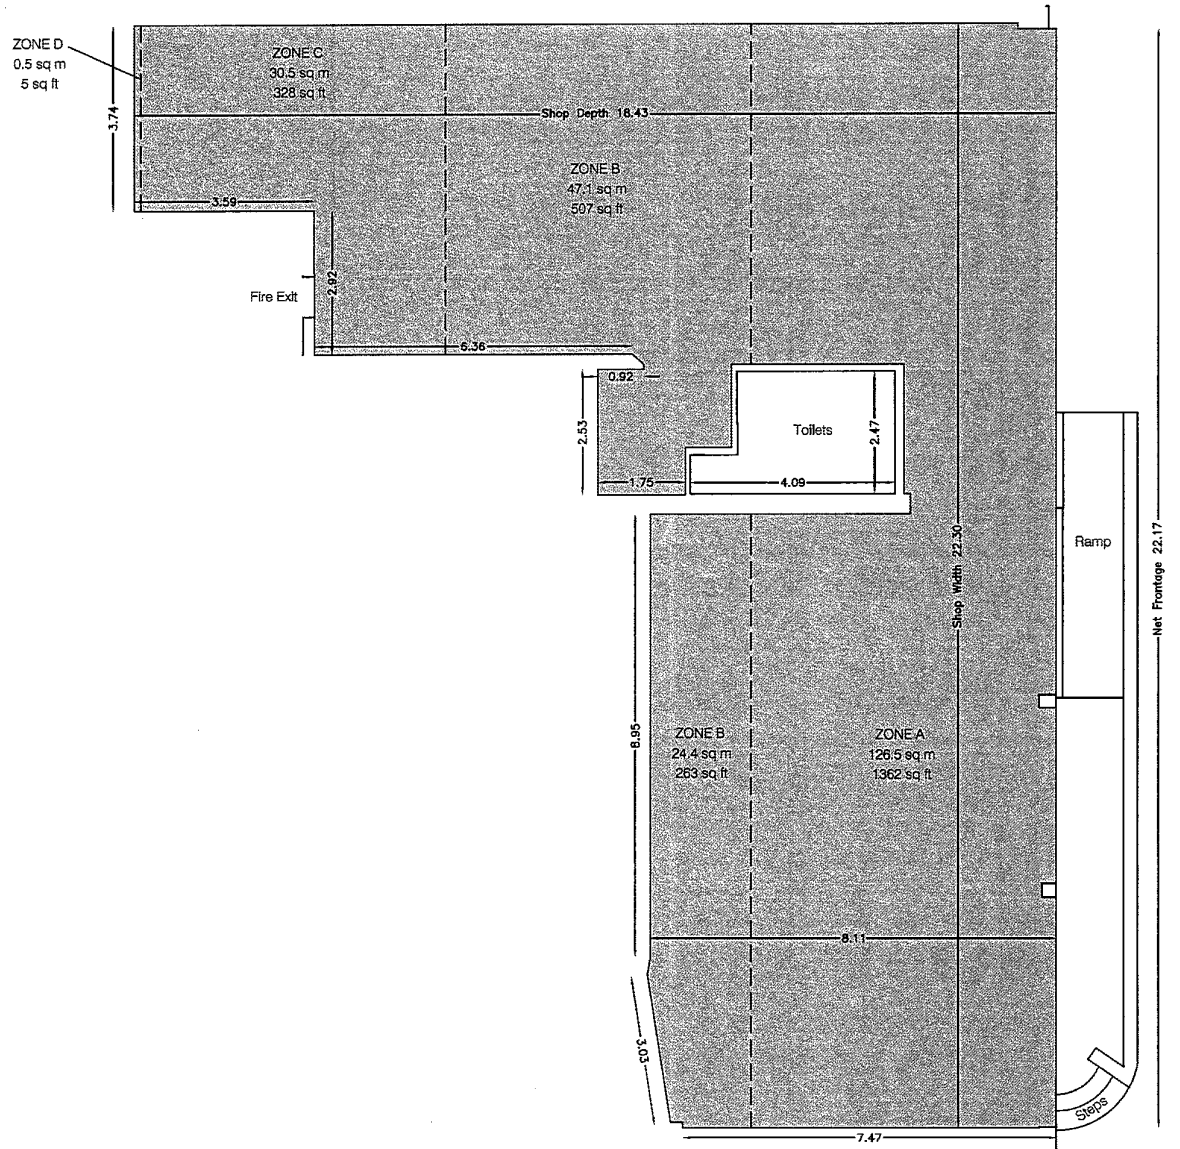 ZONE D
0.5 sq m
5 sq ft
ZONE C
30.5 sq m
328 sq ft
3.74
Shop Depth 18.43
ZONE B
47.1 sq m
507 sq ft
3.59
2.92
Fire Exit
6.36
0.92
2.53
1.75
Toilets
2.47
4.09
Shop Width 22.30
Ramp
Net Frontage 22.17
8.95
ZONE B
24.4 sq m
263 sq ft
ZONE A
126.5 sq m
1362 sq ft
8.11
3.03
Steps
7.47